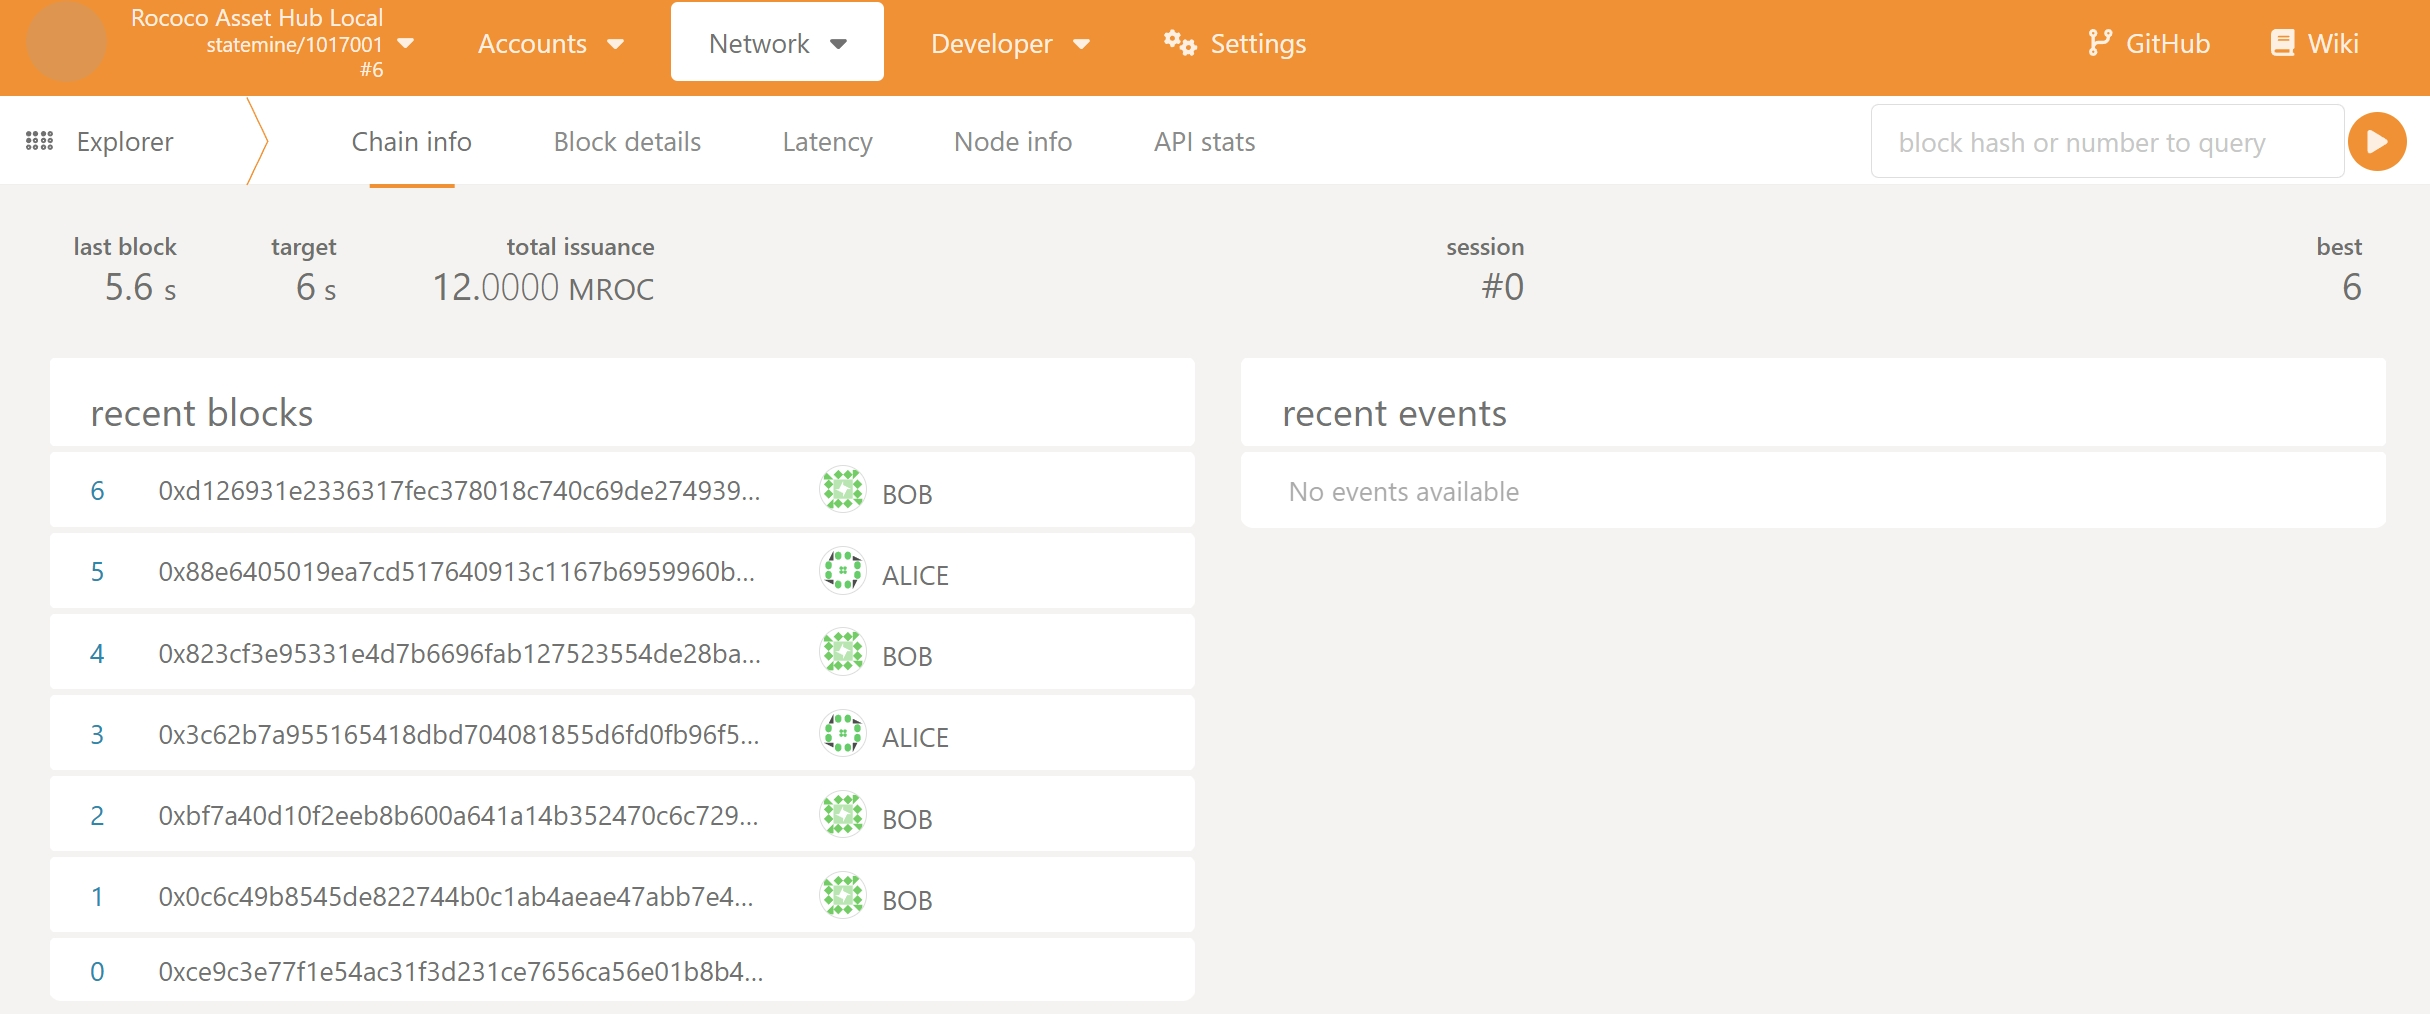 Rococo Asset Hub Local
statemine/1017001
#6
Accounts
Network
Developer
Settings
GitHub
Wiki
Explorer
Chain info
Block details
Latency
Node info
API stats
block hash or number to query
last block
5.6 s
target
6 s
total issuance
12.0000 MROC
session
#0
best
6
recent blocks
6 0xd126931e2336317fec378018c740c69de274939... BOB
5 0x88e6405019ea7cd517640913c1167b6959960b... ALICE
4 0x823cf3e95331e4d7b6696fab127523554de28ba... BOB
3 0x3c62b7a955165418dbd704081855d6fd0fb96f5... ALICE
2 0xbf7a40d10f2eeb8b600a641a14b352470c6c729... BOB
1 0x0c6c49b8545de822744b0c1ab4aeae47abb7e4... BOB
0 0xce9c3e77f1e54ac31f3d231ce7656ca56e01b8b4...
recent events
No events available